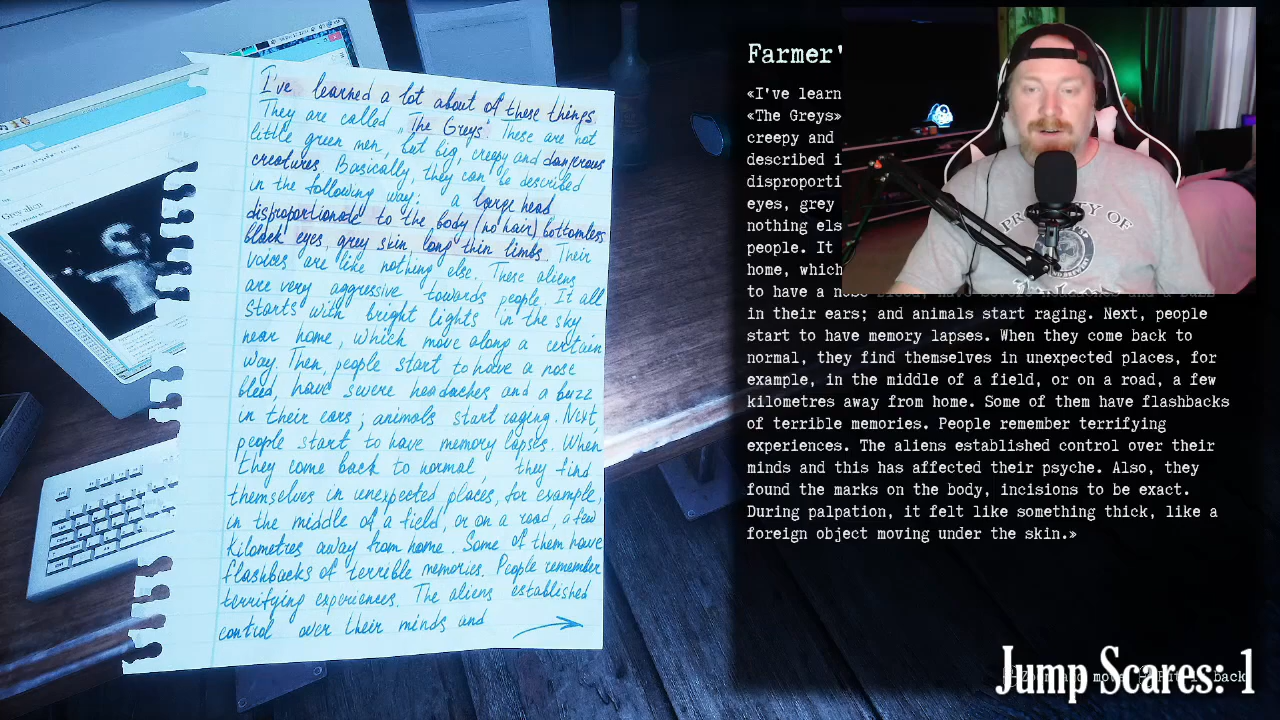 I've learned a lot about of these things.
They are called „The Greys". These are not
little green men, but big, creepy and dangerous
creatures. Basically, they can be described
in the following way: a large head
disproportionate to the body (no hair) bottomless
black eyes, grey skin, long thin limbs. Their
voices are like nothing else. These aliens
are very aggressive towards people. It all
starts with bright lights in the sky
near home, which move along a certain
way. Then, people start to have a nose
bleed, have severe headaches and a buzz
in their ears; animals start raging. Next,
people start to have memory lapses. When
they come back to normal they find
themselves in unexpected places, for example,
in the middle of a field, or on a road, a few
kilometres away from home. Some of them have
flashbacks of terrible memories. People remember
terrifying experiences. The aliens established
control over their minds and
Grey alien
Farmer'
«I've learn
«The Greys»
creepy and
described i
disproporti
eyes, grey
nothing els
people. It
home, which
to have a nose bleed, have severe headaches and a buzz
in their ears; and animals start raging. Next, people
start to have memory lapses. When they come back to
normal, they find themselves in unexpected places, for
example, in the middle of a field, or on a road, a few
kilometres away from home. Some of them have flashbacks
of terrible memories. People remember terrifying
experiences. The aliens established control over their
minds and this has affected their psyche. Also, they
found the marks on the body, incisions to be exact.
During palpation, it felt like something thick, like a
foreign object moving under the skin.»
PROPERTY OF
Jump Scares: 1
back